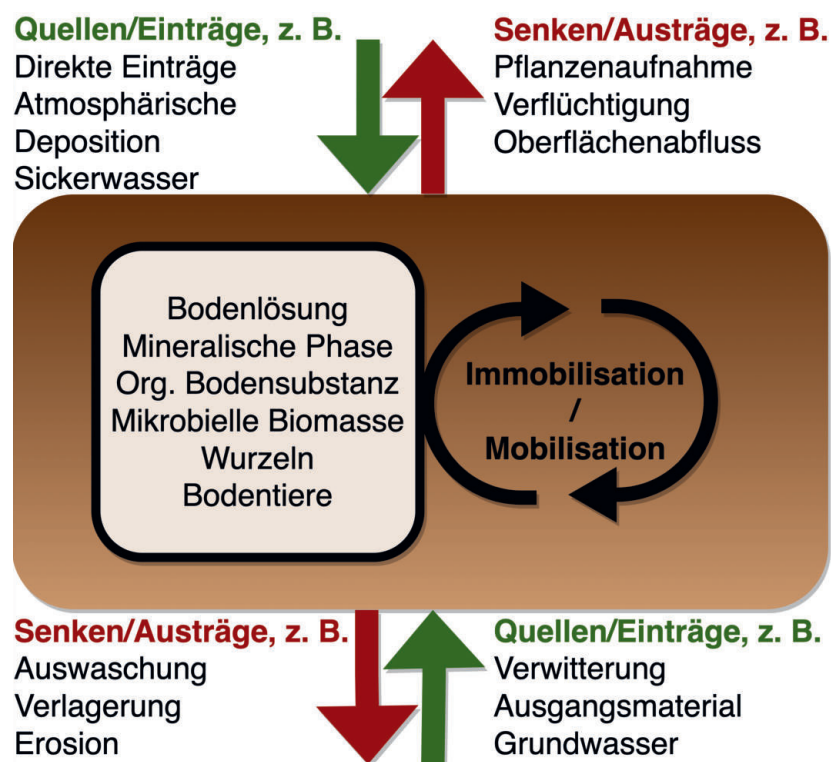 Quellen/Einträge, z. B.
Direkte Einträge
Atmosphärische
Deposition
Sickerwasser
Senken/Austräge, z. B.
Pflanzenaufnahme
Verflüchtigung
Oberflächenabfluss
Bodenlösung
Mineralische Phase
Org. Bodensubstanz
Mikrobielle Biomasse
Wurzeln
Bodentiere
Immobilisation
/
Mobilisation
Senken/Austräge, z. B.
Auswaschung
Verlagerung
Erosion
Quellen/Einträge, z. B.
Verwitterung
Ausgangsmaterial
Grundwasser